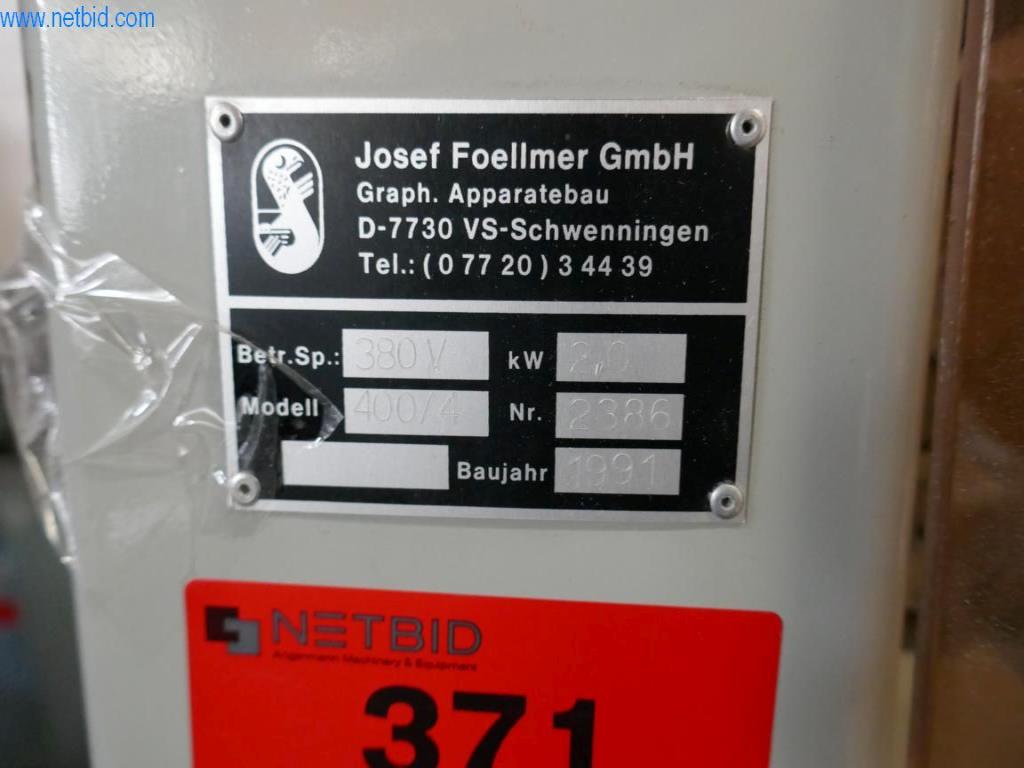 www.netbid.com
Josef Foellmer GmbH
Graph. Apparatebau
D-7730 VS-Schwenningen
Tel.: (0 77 20) 3 44 39
Betr.Sp.: 380 V kW 2,0
Modell 400/4 Nr. 2386
Baujahr 1991
NETBID
Angermann Machinery & Equipment
371